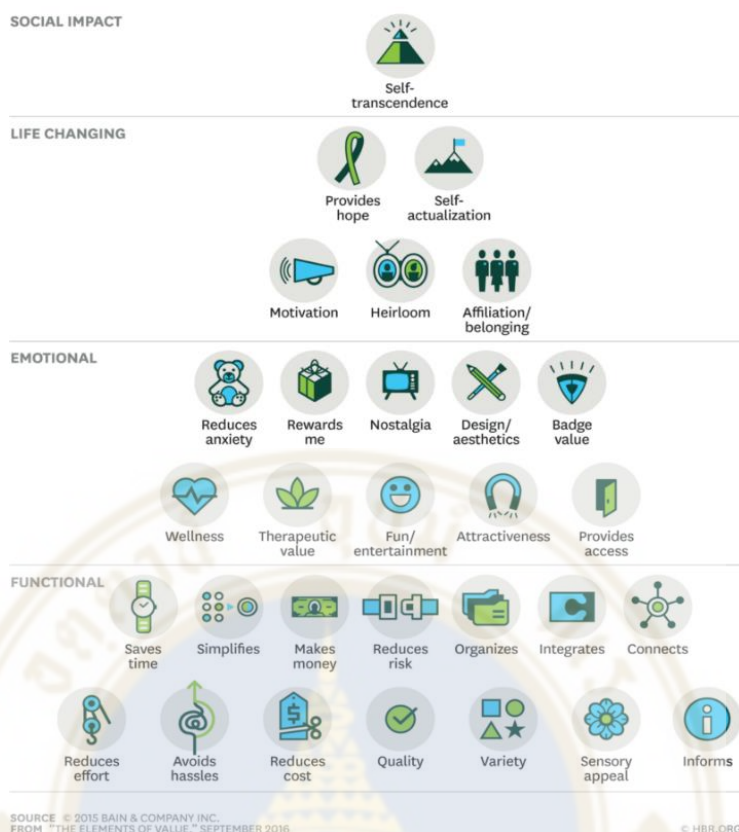 SOCIAL IMPACT
Self-
transcendence
LIFE CHANGING
Provides
hope
Self-
actualization
Motivation
Heirloom
Affiliation/
belonging
EMOTIONAL
Reduces
anxiety
Rewards
me
Nostalgia
Design/
aesthetics
Badge
value
Wellness
Therapeutic
value
Fun/
entertainment
Attractiveness
Provides
access
FUNCTIONAL
Saves
time
Simplifies
Makes
money
Reduces
risk
Organizes
Integrates
Connects
Reduces
effort
Avoids
hassles
Reduces
cost
Quality
Variety
Sensory
appeal
Informs
SOURCE © 2015 BAIN & COMPANY INC.
FROM "THE ELEMENTS OF VALUE," SEPTEMBER 2016
© HBR.ORG